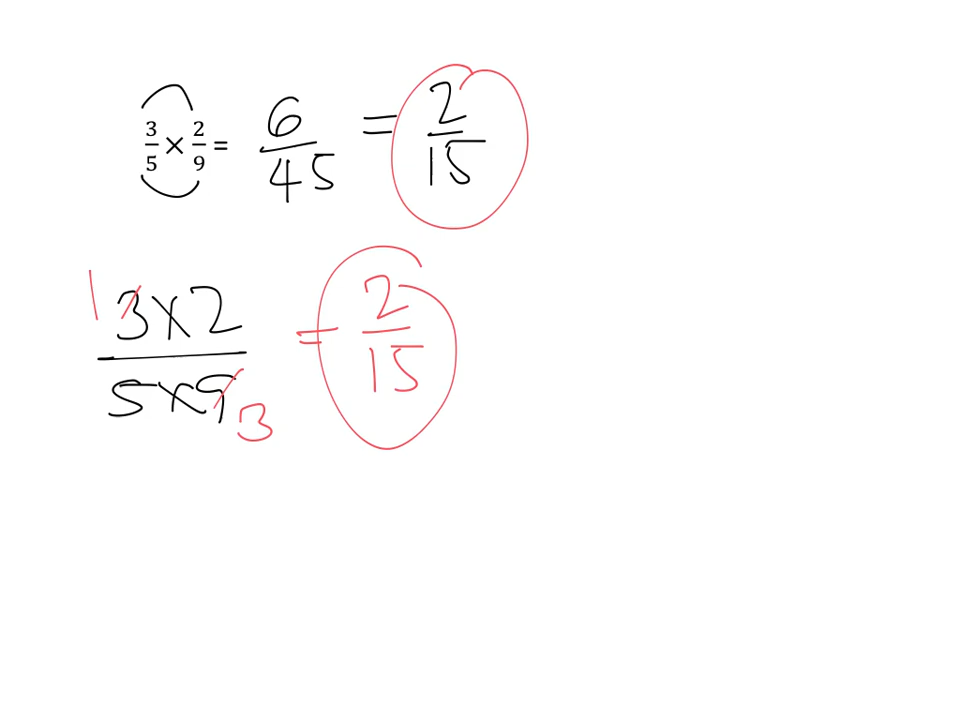 3/5 × 2/9 = 6/45 = 2/15
1 3×2 / 5×9 3 = 2/15